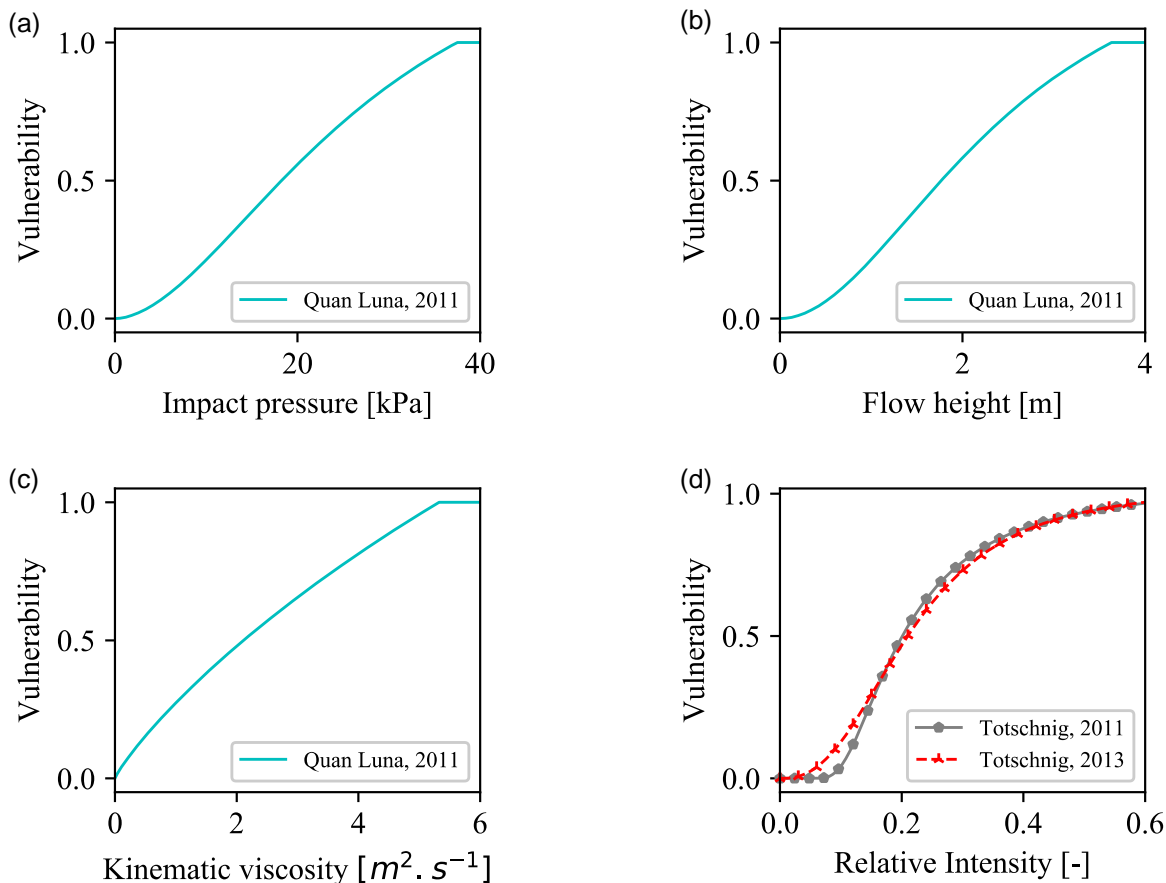 (a)
Vulnerability
1.0
0.5
0.0
Quan Luna, 2011
0
20
40
Impact pressure [kPa]
(b)
Vulnerability
1.0
0.5
0.0
Quan Luna, 2011
0
2
4
Flow height [m]
(c)
Vulnerability
1.0
0.5
0.0
Quan Luna, 2011
0
2
4
6
Kinematic viscosity [m².s⁻¹]
(d)
Vulnerability
1.0
0.5
0.0
Totschnig, 2011
Totschnig, 2013
0.0
0.2
0.4
0.6
Relative Intensity [-]